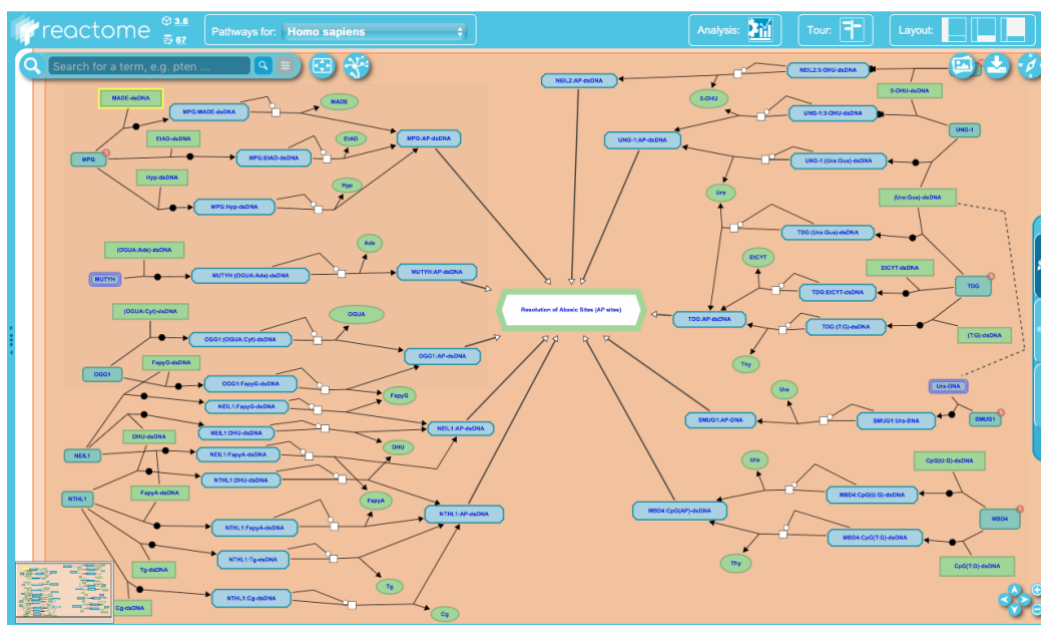 reactome 3.6 67 Pathways for: Homo sapiens Analysis: Tour: Layout:
Search for a term, e.g. pten ...
NEIL2:AP-dsDNA
NEIL2:5-OHU-dsDNA
MADE-dsDNA
MPG:MADE-dsDNA
MADE
5-OHU
5-OHU-dsDNA
UNG-1:5-OHU-dsDNA
UNG-1
EtAD-dsDNA
EtAD
MPG:AP-dsDNA
UNG-1:AP-dsDNA
MPG
MPG:EtAD-dsDNA
UNG-1:(Ura:Gua)-dsDNA
Hyp-dsDNA
Hyp
Ura
(Ura:Gua)-dsDNA
MPG:Hyp-dsDNA
TDG:(Ura:Gua)-dsDNA
(OGUA:Ade)-dsDNA
Ade
EtCYT
EtCYT-dsDNA
MUTYH
MUTYH:(OGUA:Ade)-dsDNA
MUTYH:AP-dsDNA
TDG:EtCYT-dsDNA
TDG
(OGUA:Cyt)-dsDNA
OGUA
Resolution of Abasic Sites (AP sites)
TDG:AP-dsDNA
TDG:(T:G)-dsDNA
(T:G)-dsDNA
OGG1:(OGUA:Cyt)-dsDNA
OGG1:AP-dsDNA
Thy
FapyG-dsDNA
OGG1
OGG1:FapyG-dsDNA
FapyG
Ura
Ura-DNA
NEIL1:FapyG-dsDNA
SMUG1:AP-DNA
SMUG1:Ura-DNA
SMUG1
NEIL1:DHU-dsDNA
NEIL1:AP-dsDNA
DHU-dsDNA
DHU
NEIL1
NEIL1:FapyA-dsDNA
Ura
CpG(U:G)-dsDNA
NTHL1:DHU-dsDNA
FapyA-dsDNA
FapyA
MBD4:CpG(U:G)-dsDNA
NTHL1
NTHL1:AP-dsDNA
MBD4:CpG(AP)-dsDNA
MBD4
NTHL1:FapyA-dsDNA
MBD4:CpG(T:G)-dsDNA
NTHL1:Tg-dsDNA
Thy
CpG(T:G)-dsDNA
Tg-dsDNA
Tg
NTHL1:Cg-dsDNA
Cg-dsDNA
Cg